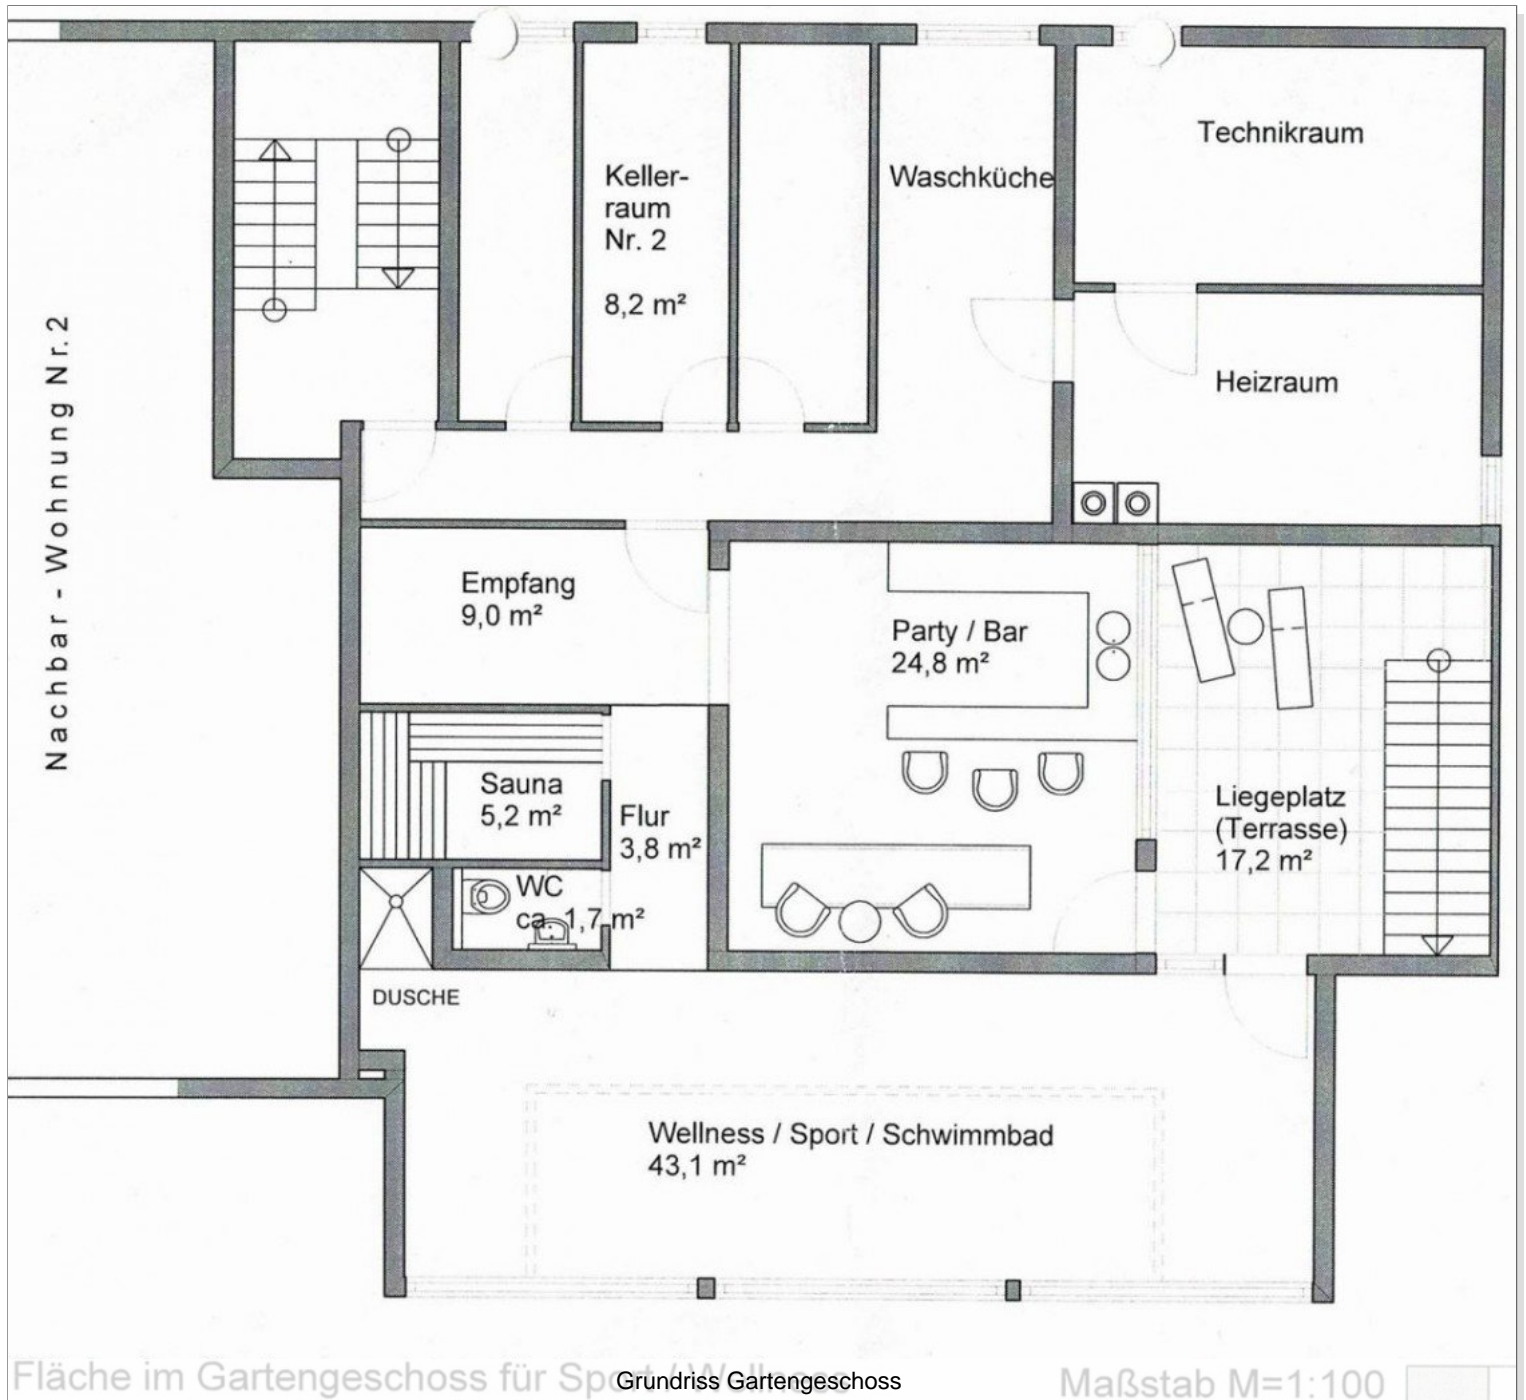 Technikraum
Keller-
raum
Nr. 2
8,2 m²
Waschküche
Heizraum
Nachbar - Wohnung Nr.2
Empfang
9,0 m²
Party / Bar
24,8 m²
Sauna
5,2 m²
Flur
3,8 m²
Liegeplatz
(Terrasse)
17,2 m²
WC
ca. 1,7 m²
DUSCHE
Wellness / Sport / Schwimmbad
43,1 m²
Fläche im Gartengeschoss für Sport / Wellness
Grundriss Gartengeschoss
Maßstab M=1:100